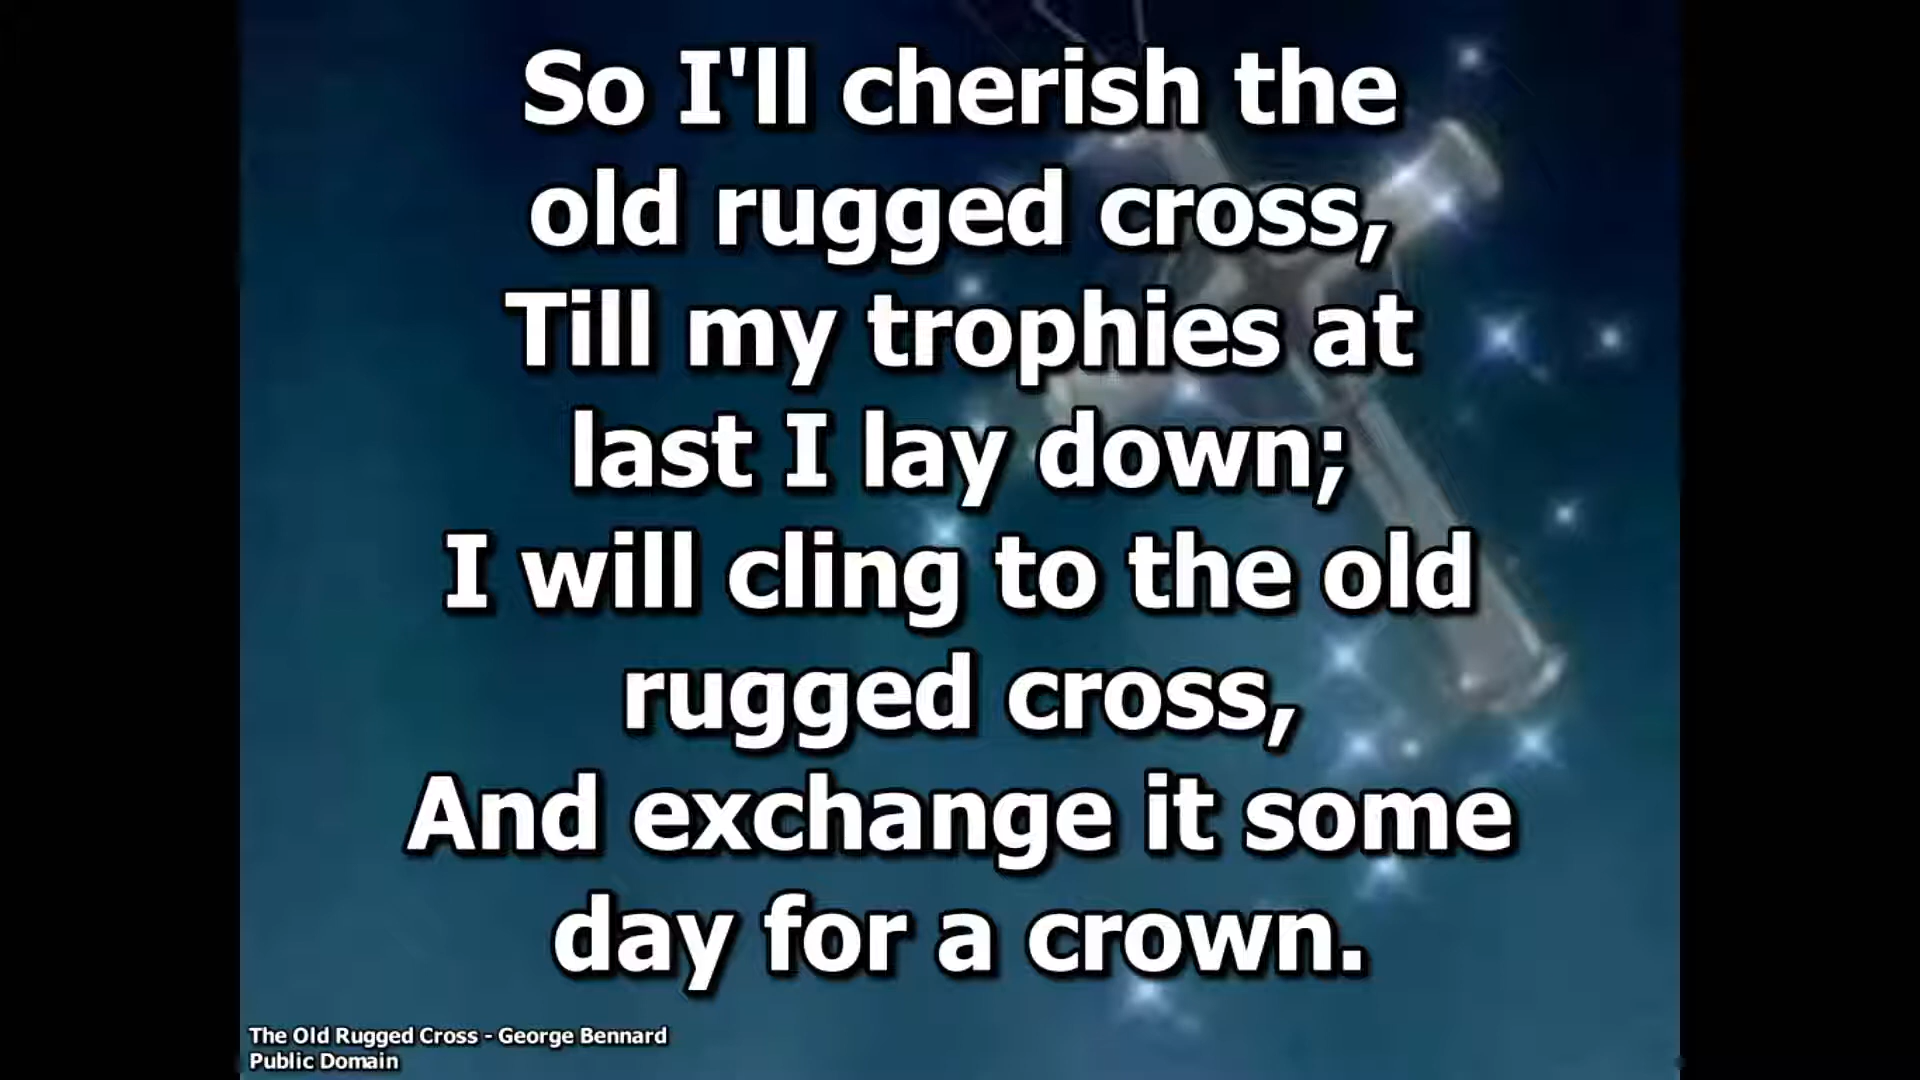 So I'll cherish the
old rugged cross,
Till my trophies at
last I lay down;
I will cling to the old
rugged cross,
And exchange it some
day for a crown.
The Old Rugged Cross - George Bennard
Public Domain